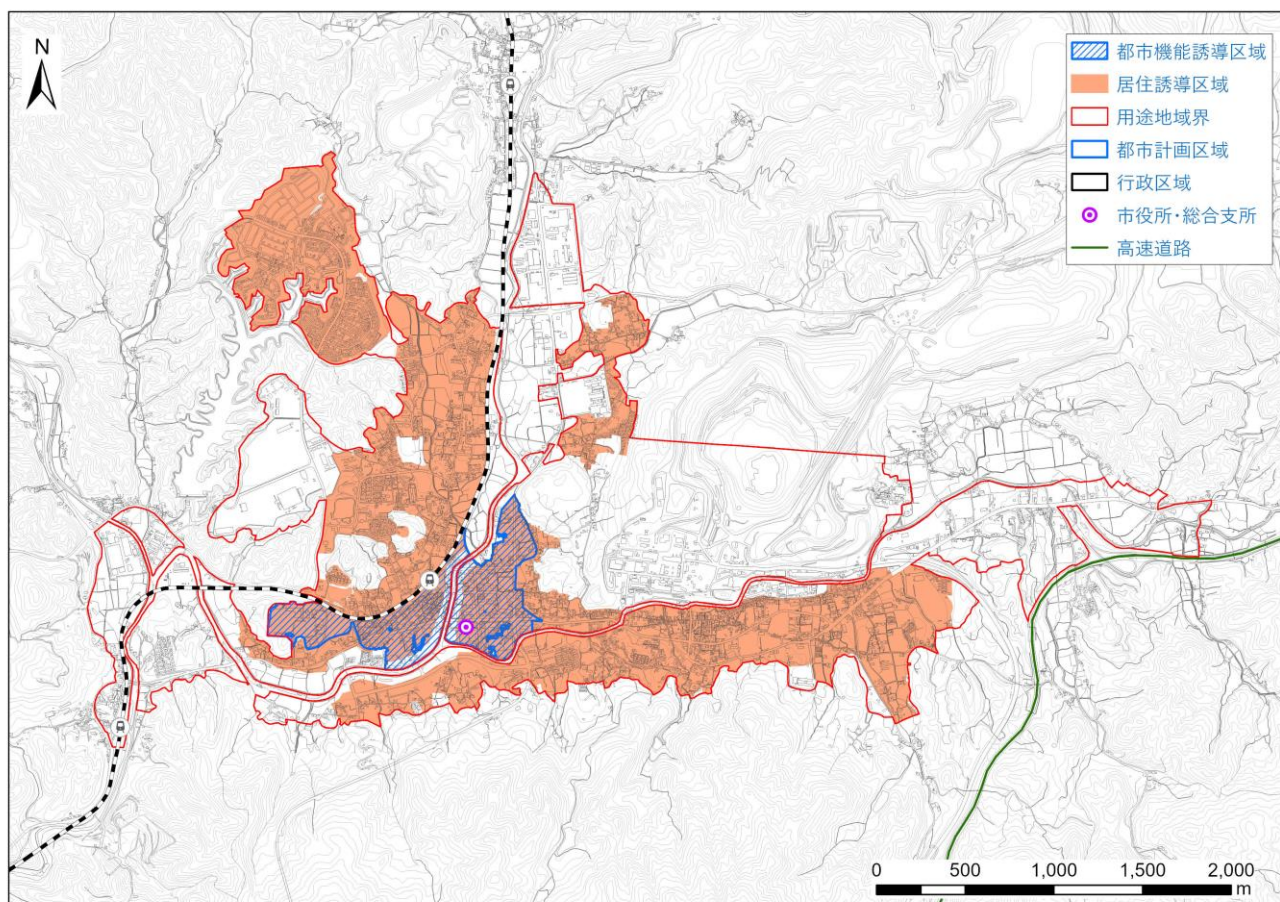 N
都市機能誘導区域
居住誘導区域
用途地域界
都市計画区域
行政区域
市役所・総合支所
高速道路
0 500 1,000 1,500 2,000
m